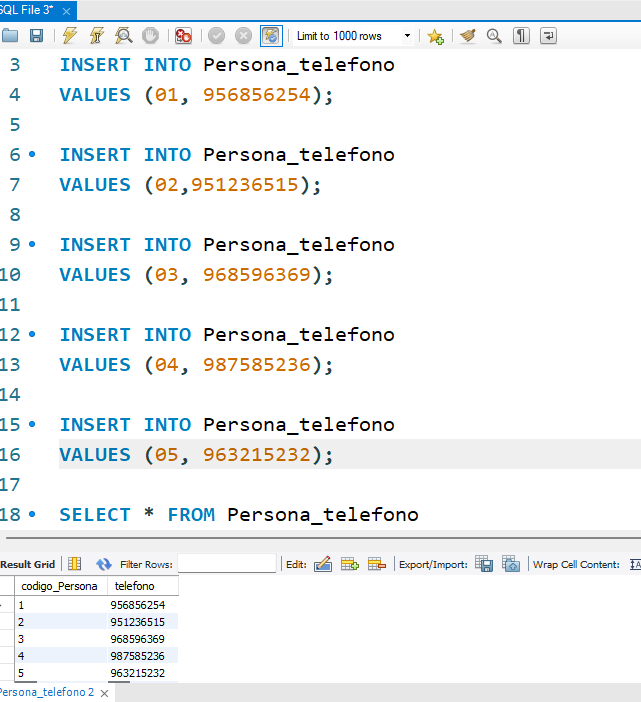 SQL File 3*
Limit to 1000 rows
3 INSERT INTO Persona_telefono
4 VALUES (01, 956856254);
5
6 INSERT INTO Persona_telefono
7 VALUES (02,951236515);
8
9 INSERT INTO Persona_telefono
10 VALUES (03, 968596369);
11
12 INSERT INTO Persona_telefono
13 VALUES (04, 987585236);
14
15 INSERT INTO Persona_telefono
16 VALUES (05, 963215232);
17
18 SELECT * FROM Persona_telefono
Result Grid Filter Rows: Edit: Export/Import: Wrap Cell Content:
codigo_Persona telefono
1 956856254
2 951236515
3 968596369
4 987585236
5 963215232
Persona_telefono 2